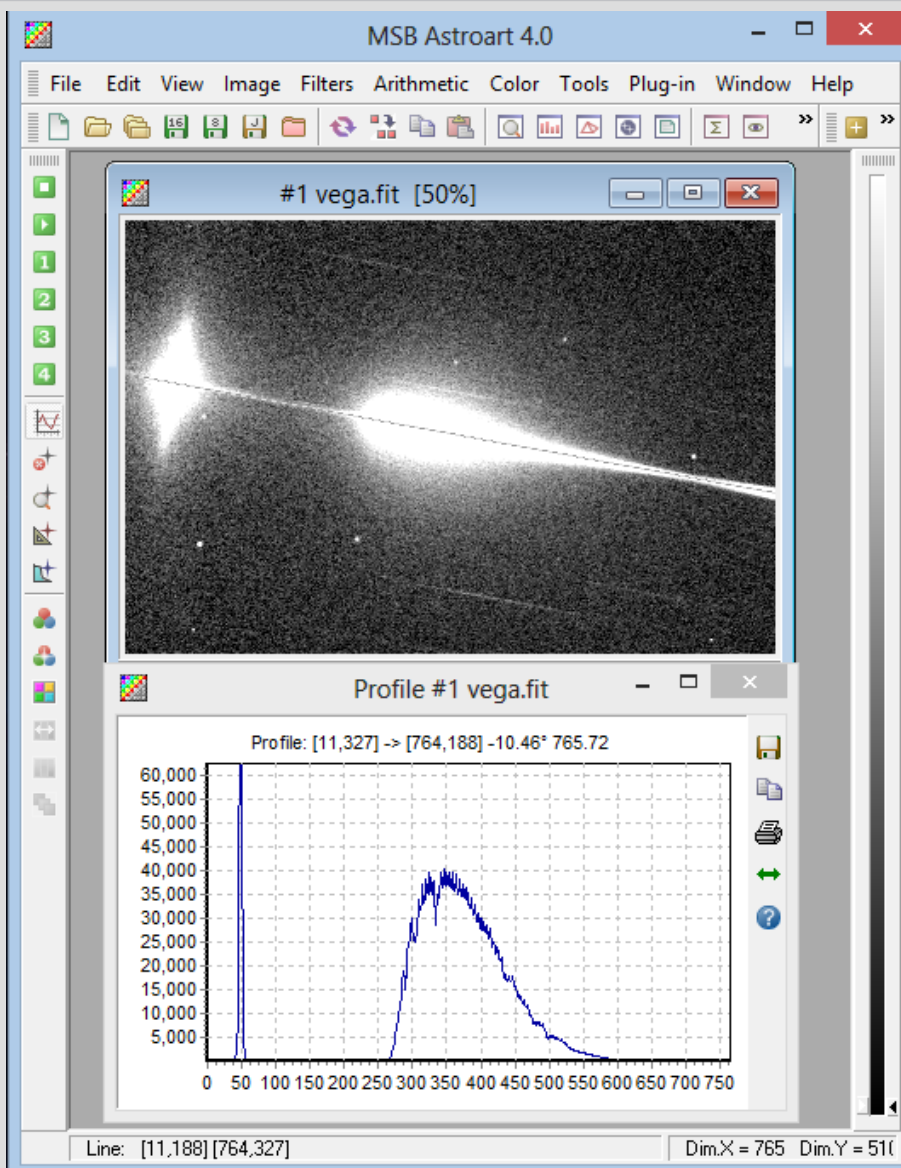 MSB Astroart 4.0
File Edit View Image Filters Arithmetic Color Tools Plug-in Window Help
16 8 J
#1 vega.fit [50%]
1
2
3
4
Profile #1 vega.fit
Profile: [11,327] -> [764,188] -10.46° 765.72
60,000
55,000
50,000
45,000
40,000
35,000
30,000
25,000
20,000
15,000
10,000
5,000
0 50 100 150 200 250 300 350 400 450 500 550 600 650 700 750
Line: [11,188] [764,327] Dim.X = 765 Dim.Y = 51